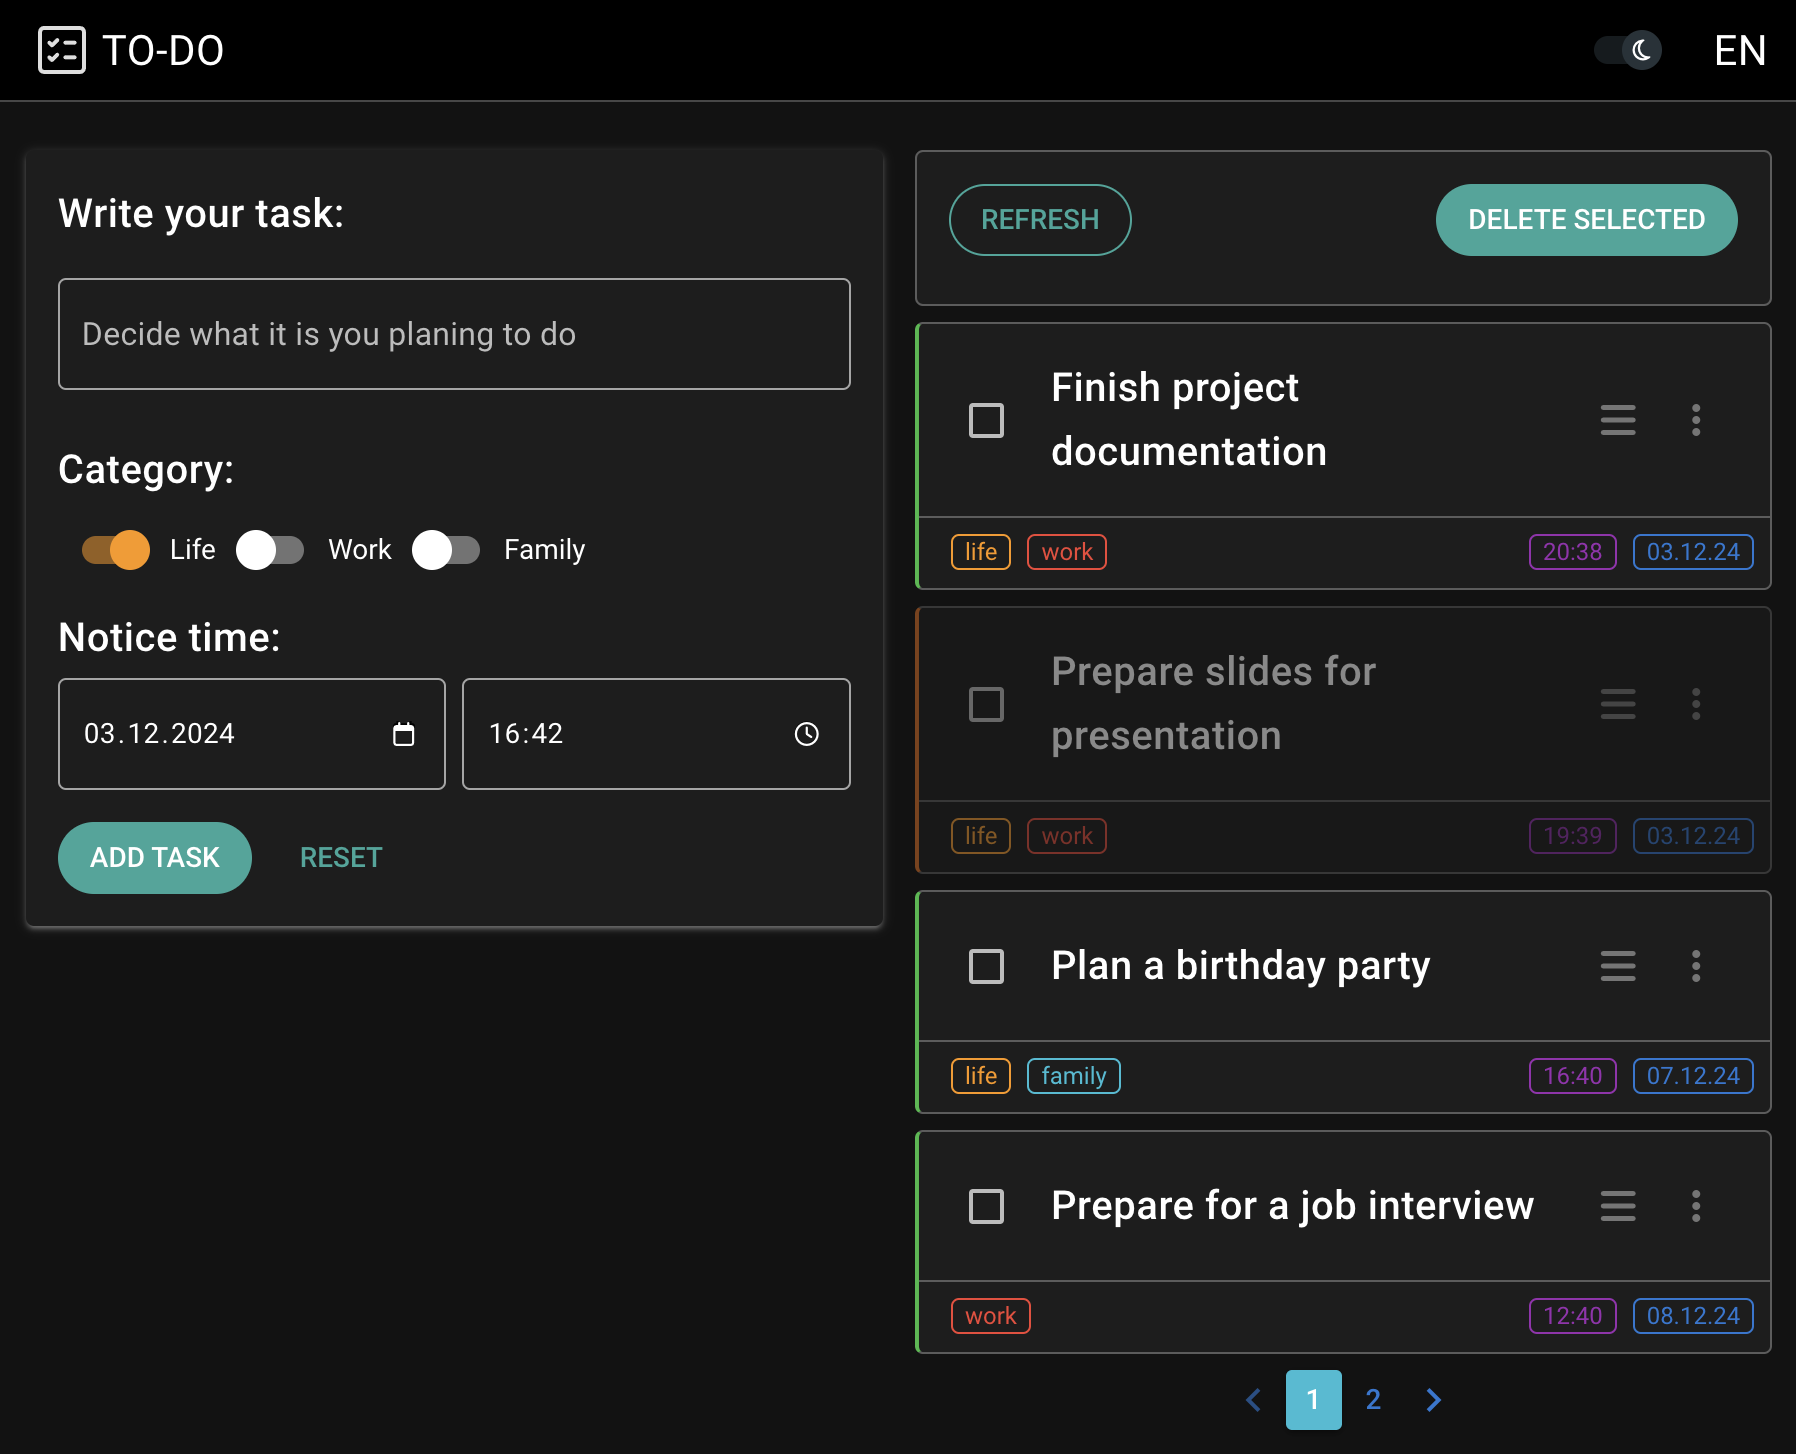 TO-DO
EN
Write your task:
Decide what it is you planing to do
Category:
Life Work Family
Notice time:
03.12.2024 16:42
ADD TASK RESET
REFRESH DELETE SELECTED
Finish project
documentation
life work 20:38 03.12.24
Prepare slides for
presentation
life work 19:39 03.12.24
Plan a birthday party
life family 16:40 07.12.24
Prepare for a job interview
work 12:40 08.12.24
1 2